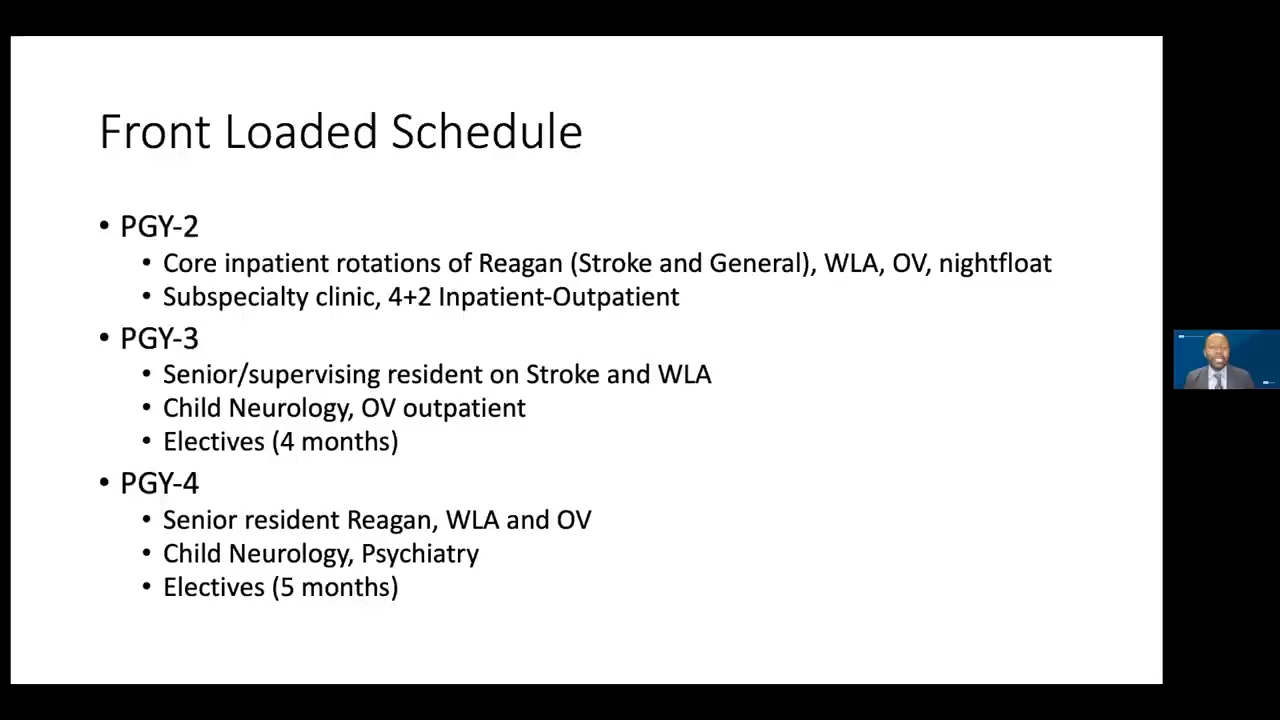 Front Loaded Schedule
• PGY-2
• Core inpatient rotations of Reagan (Stroke and General), WLA, OV, nightfloat
• Subspecialty clinic, 4+2 Inpatient-Outpatient
• PGY-3
• Senior/supervising resident on Stroke and WLA
• Child Neurology, OV outpatient
• Electives (4 months)
• PGY-4
• Senior resident Reagan, WLA and OV
• Child Neurology, Psychiatry
• Electives (5 months)